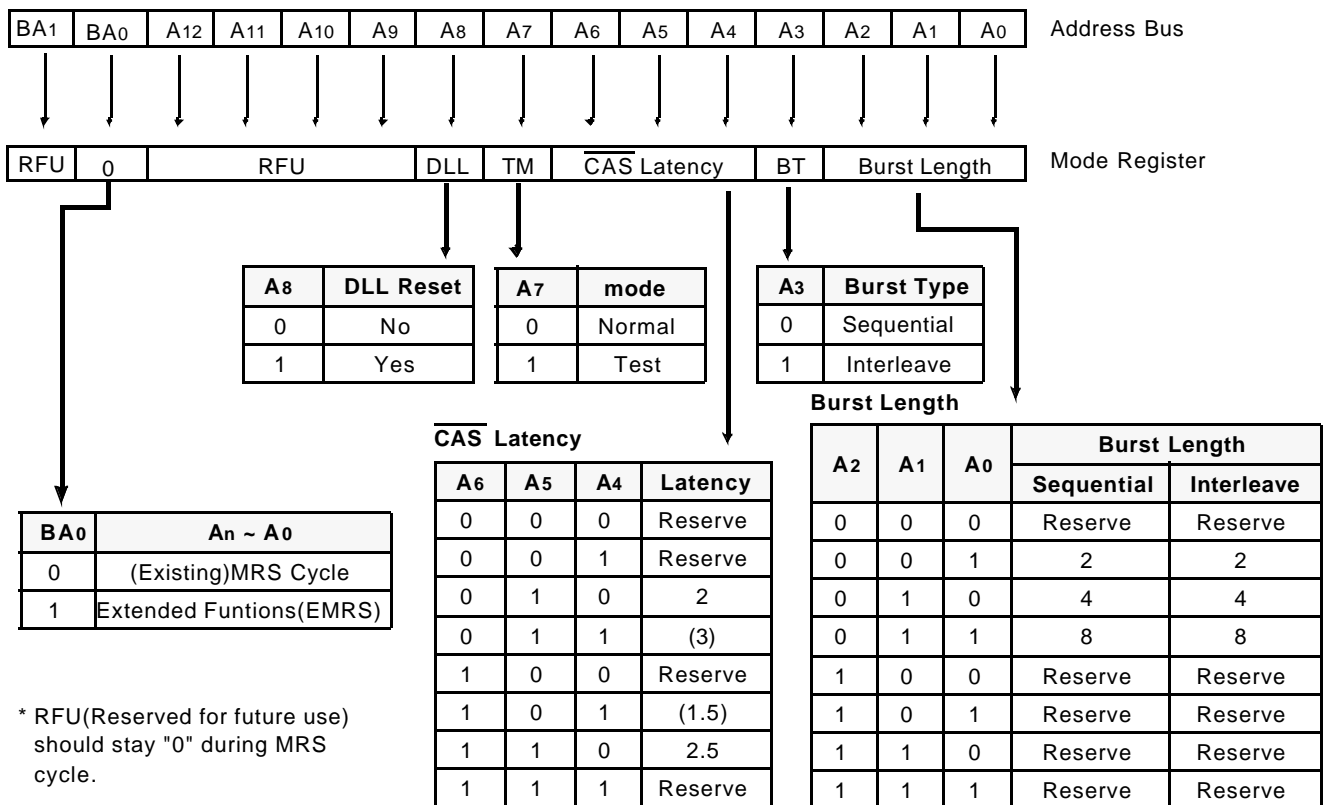 BA1 BA0 A12 A11 A10 A9 A8 A7 A6 A5 A4 A3 A2 A1 A0 Address Bus
RFU 0 RFU DLL TM CAS Latency BT Burst Length Mode Register
A8 DLL Reset
0 No
1 Yes
A7 mode
0 Normal
1 Test
A3 Burst Type
0 Sequential
1 Interleave
BA0 An ~ A0
0 (Existing)MRS Cycle
1 Extended Funtions(EMRS)
* RFU(Reserved for future use)
should stay "0" during MRS
cycle.
CAS Latency
A6 A5 A4 Latency
0 0 0 Reserve
0 0 1 Reserve
0 1 0 2
0 1 1 (3)
1 0 0 Reserve
1 0 1 (1.5)
1 1 0 2.5
1 1 1 Reserve
Burst Length
A2 A1 A0 Burst Length
Sequential Interleave
0 0 0 Reserve Reserve
0 0 1 2 2
0 1 0 4 4
0 1 1 8 8
1 0 0 Reserve Reserve
1 0 1 Reserve Reserve
1 1 0 Reserve Reserve
1 1 1 Reserve Reserve